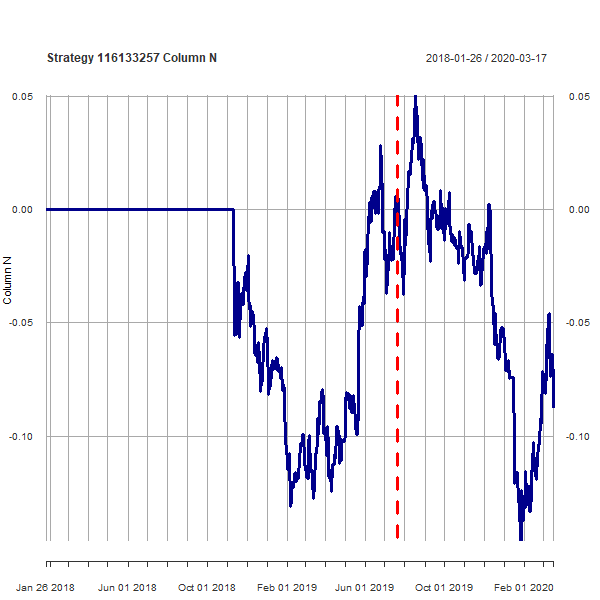 Strategy 116133257 Column N
2018-01-26 / 2020-03-17
0.05
0.05
0.00
0.00
-0.05
-0.05
-0.10
-0.10
Column N
Jan 26 2018
Jun 01 2018
Oct 01 2018
Feb 01 2019
Jun 01 2019
Oct 01 2019
Feb 01 2020